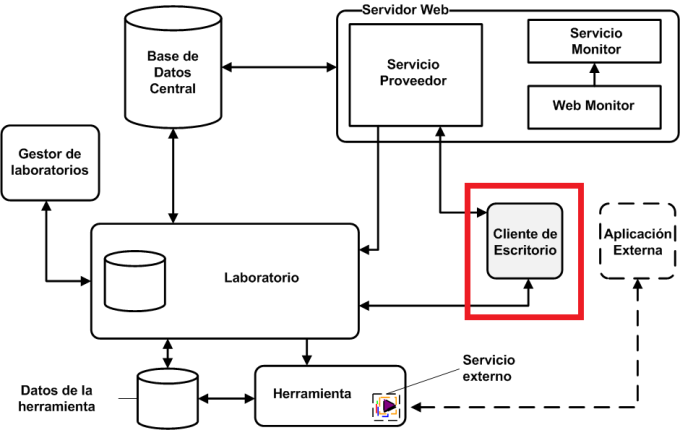 Servidor Web
Base de
Datos
Central
Servicio
Proveedor
Servicio
Monitor
Web Monitor
Gestor de
laboratorios
Cliente de
Escritorio
Aplicación
Externa
Laboratorio
Servicio
externo
Datos de la
herramienta
Herramienta